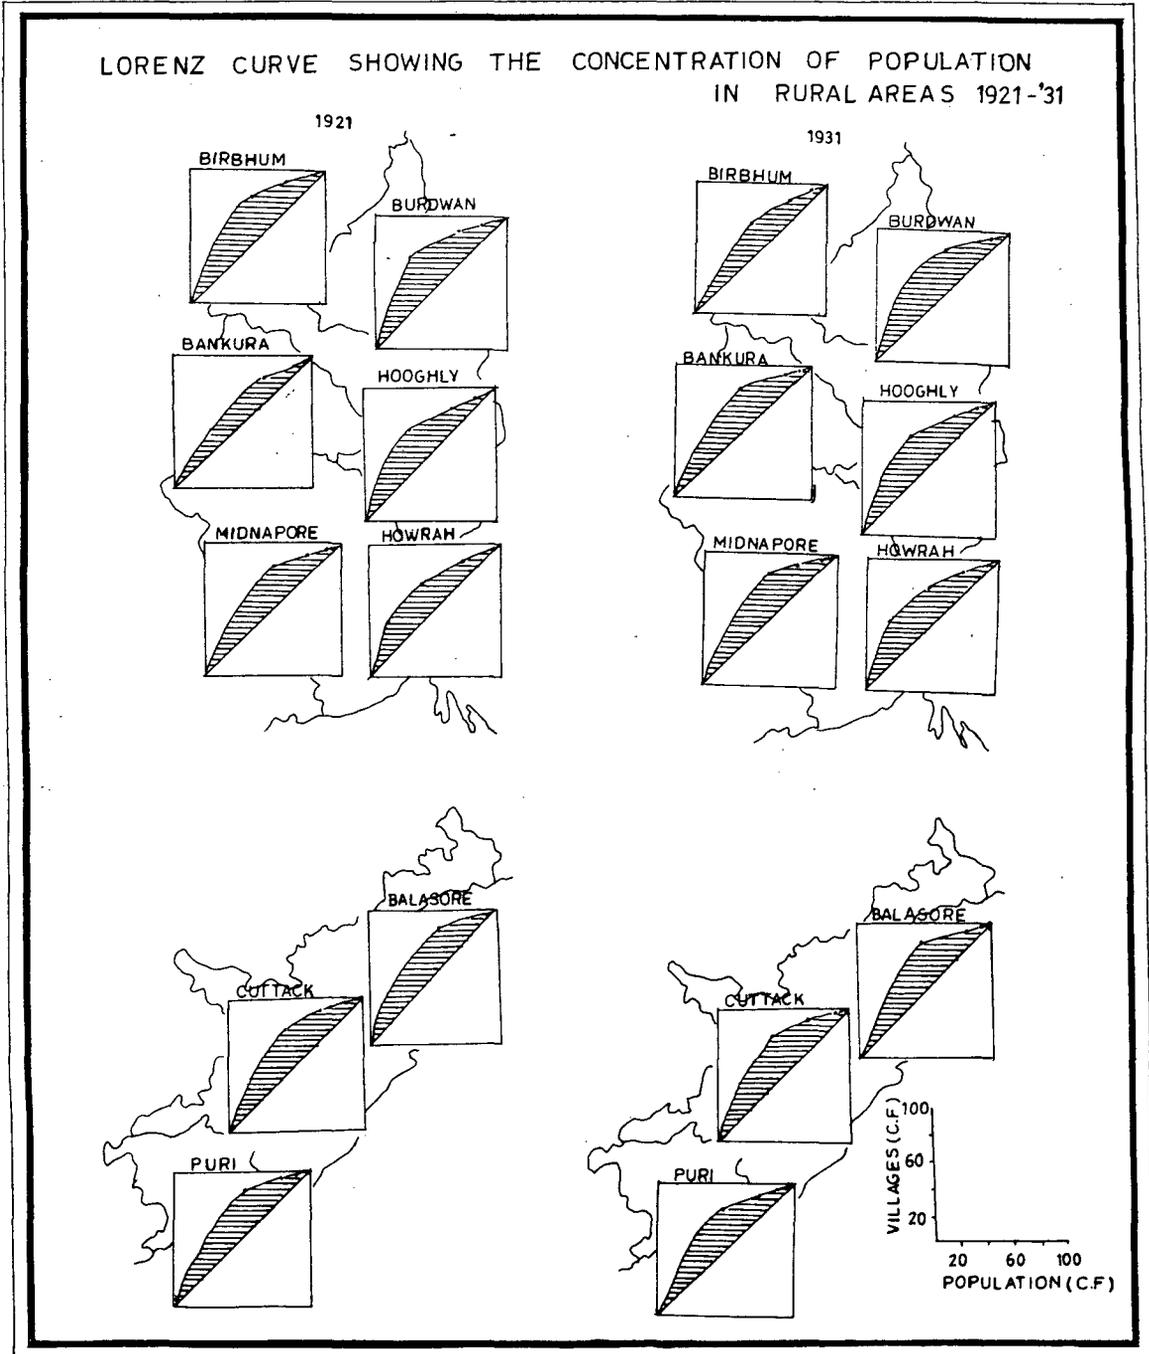 LORENZ CURVE SHOWING THE CONCENTRATION OF POPULATION
IN RURAL AREAS 1921-'31
1921
BIRBHUM
BURDWAN
BANKURA
HOOGHLY
MIDNAPORE
HOWRAH
BALASORE
CUTTACK
PURI
1931
BIRBHUM
BURDWAN
BANKURA
HOOGHLY
MIDNAPORE
HOWRAH
BALASORE
CUTTACK
PURI
VILLAGES (C.F)
100
60
20
20 60 100
POPULATION (C.F)